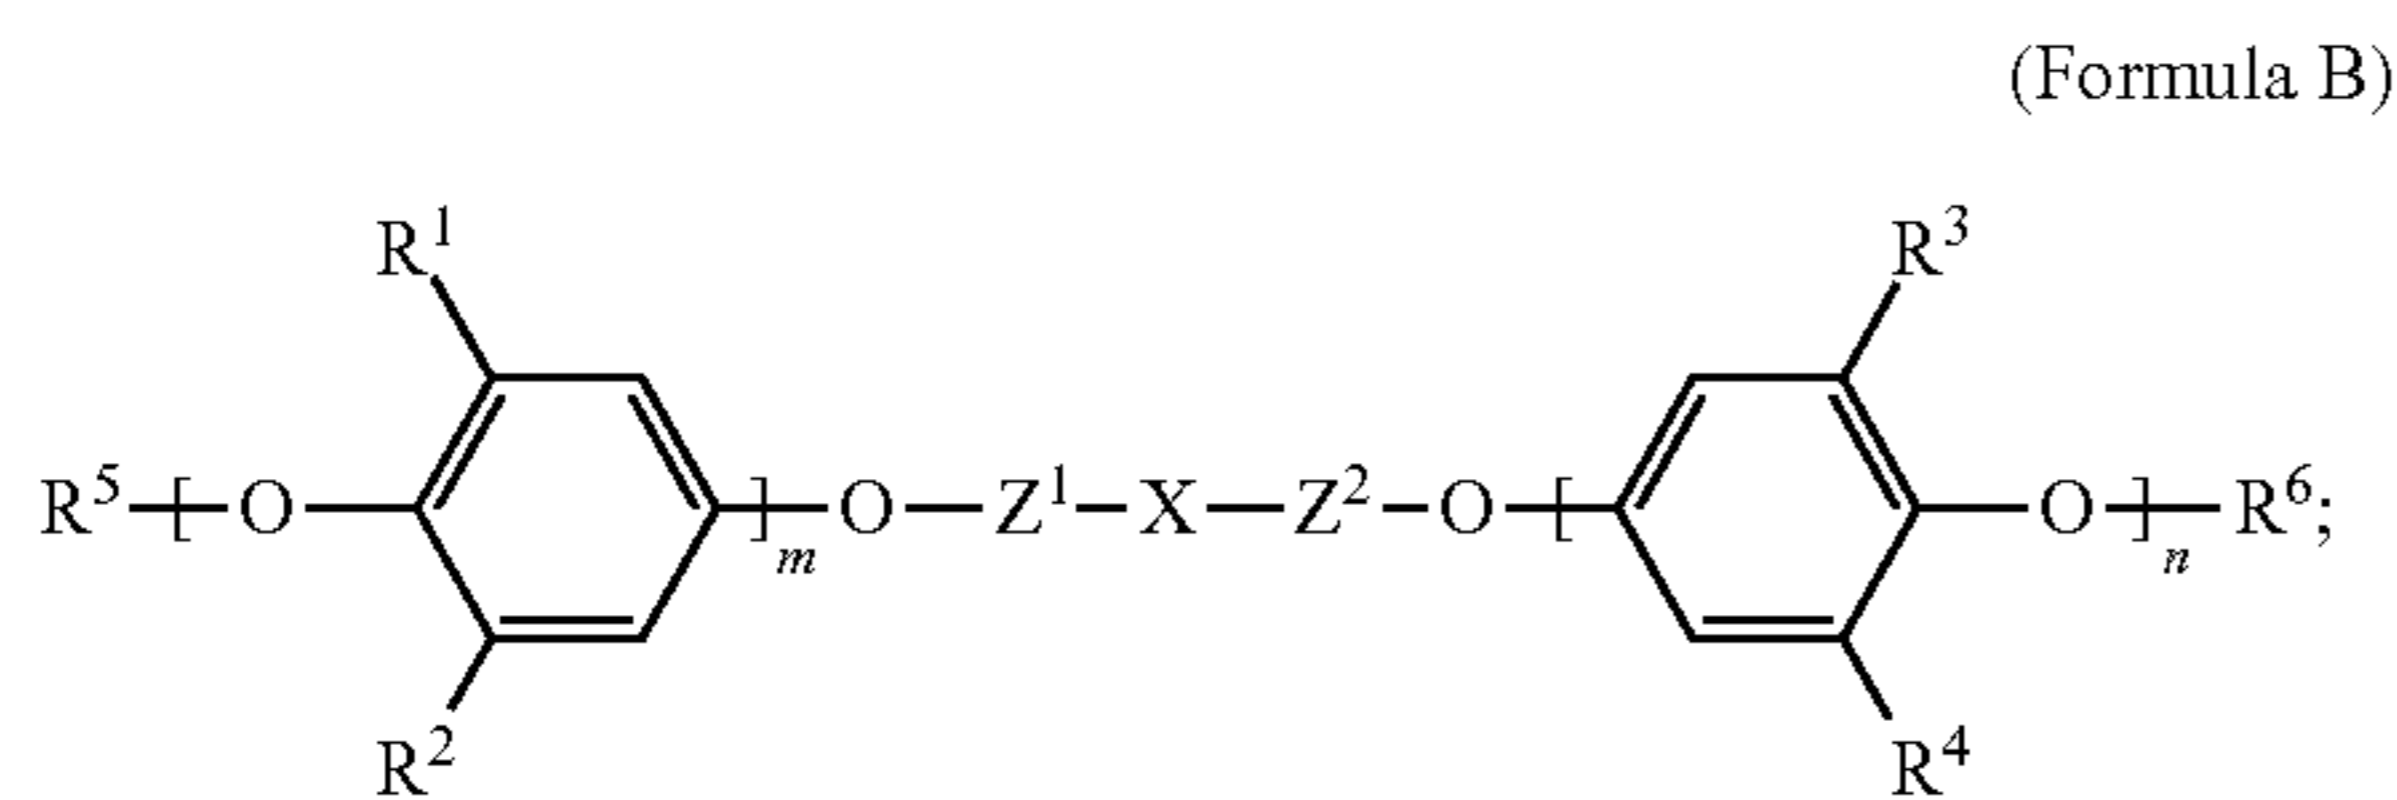 (Formula B)
R¹ R³
R⁵—[—O—]m—O—Z¹—X—Z²—O—[—O—]n—R⁶;
R² R⁴